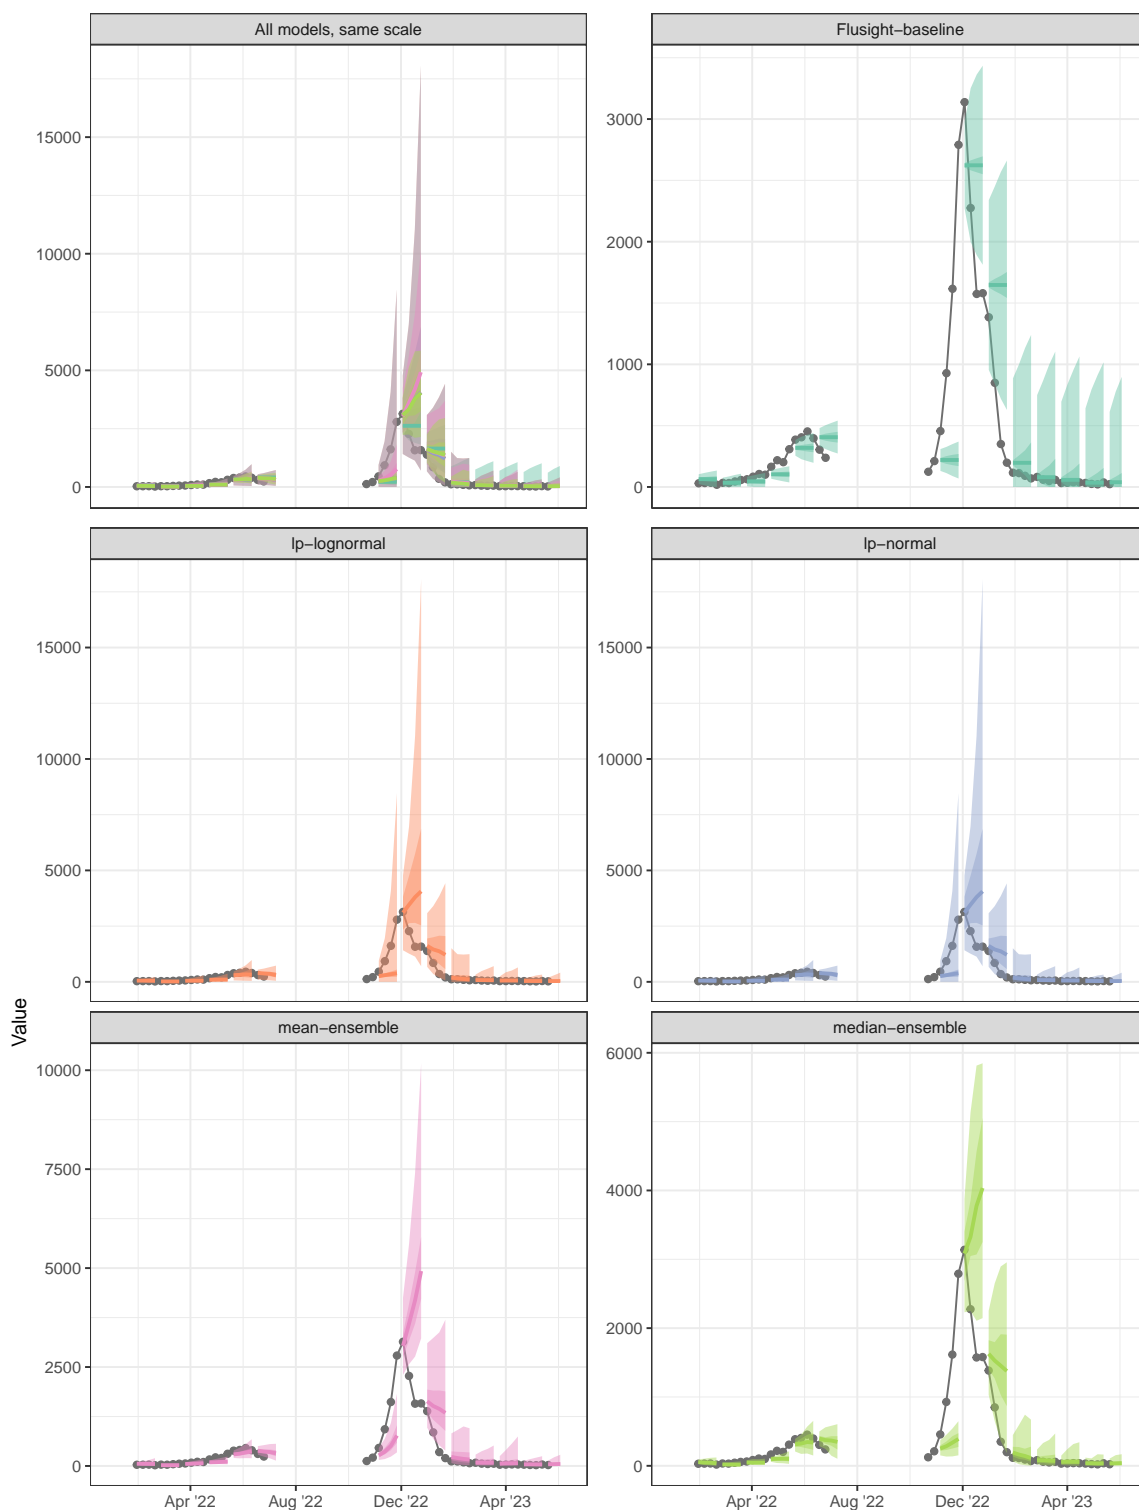 All models, same scale
Flusight−baseline
15000
10000
5000
0
3000
2000
1000
0
lp−lognormal
lp−normal
15000
10000
5000
0
15000
10000
5000
0
Value
mean−ensemble
median−ensemble
10000
7500
5000
2500
0
6000
4000
2000
0
Apr '22
Aug '22
Dec '22
Apr '23
Apr '22
Aug '22
Dec '22
Apr '23